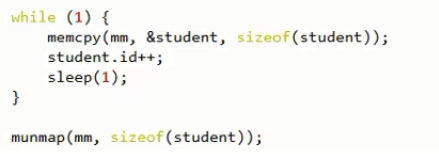 while (1) {
    memcpy(mm, &student, sizeof(student));
    student.id++;
    sleep(1);
}
munmap(mm, sizeof(student));